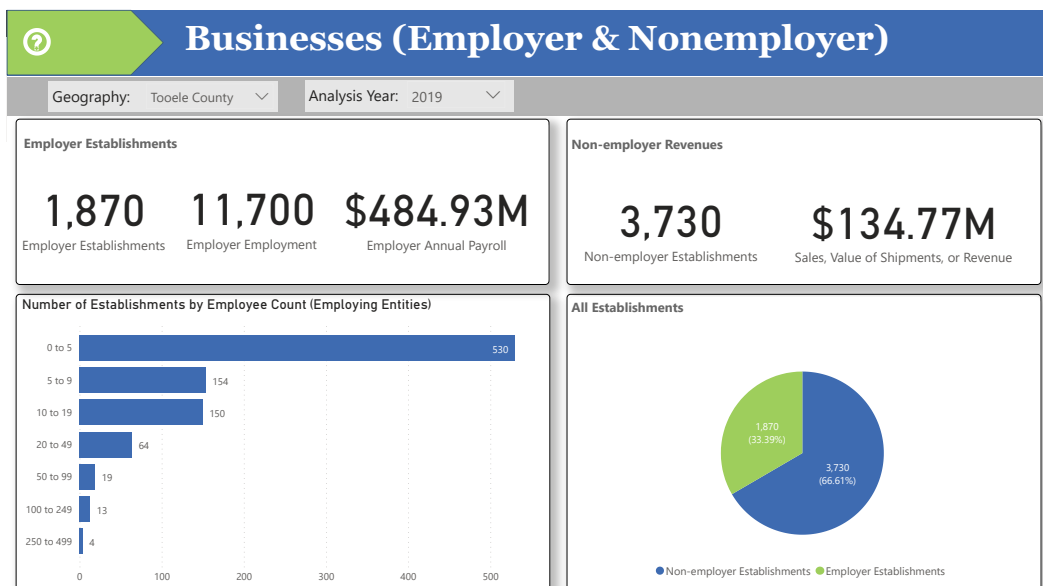 Businesses (Employer & Nonemployer)
Geography: Tooele County
Analysis Year: 2019
Employer Establishments
1,870
Employer Establishments
11,700
Employer Employment
$484.93M
Employer Annual Payroll
Non-employer Revenues
3,730
Non-employer Establishments
$134.77M
Sales, Value of Shipments, or Revenue
Number of Establishments by Employee Count (Employing Entities)
0 to 5 530
5 to 9 154
10 to 19 150
20 to 49 64
50 to 99 19
100 to 249 13
250 to 499 4
0 100 200 300 400 500
All Establishments
1,870
(33.39%)
3,730
(66.61%)
Non-employer Establishments Employer Establishments